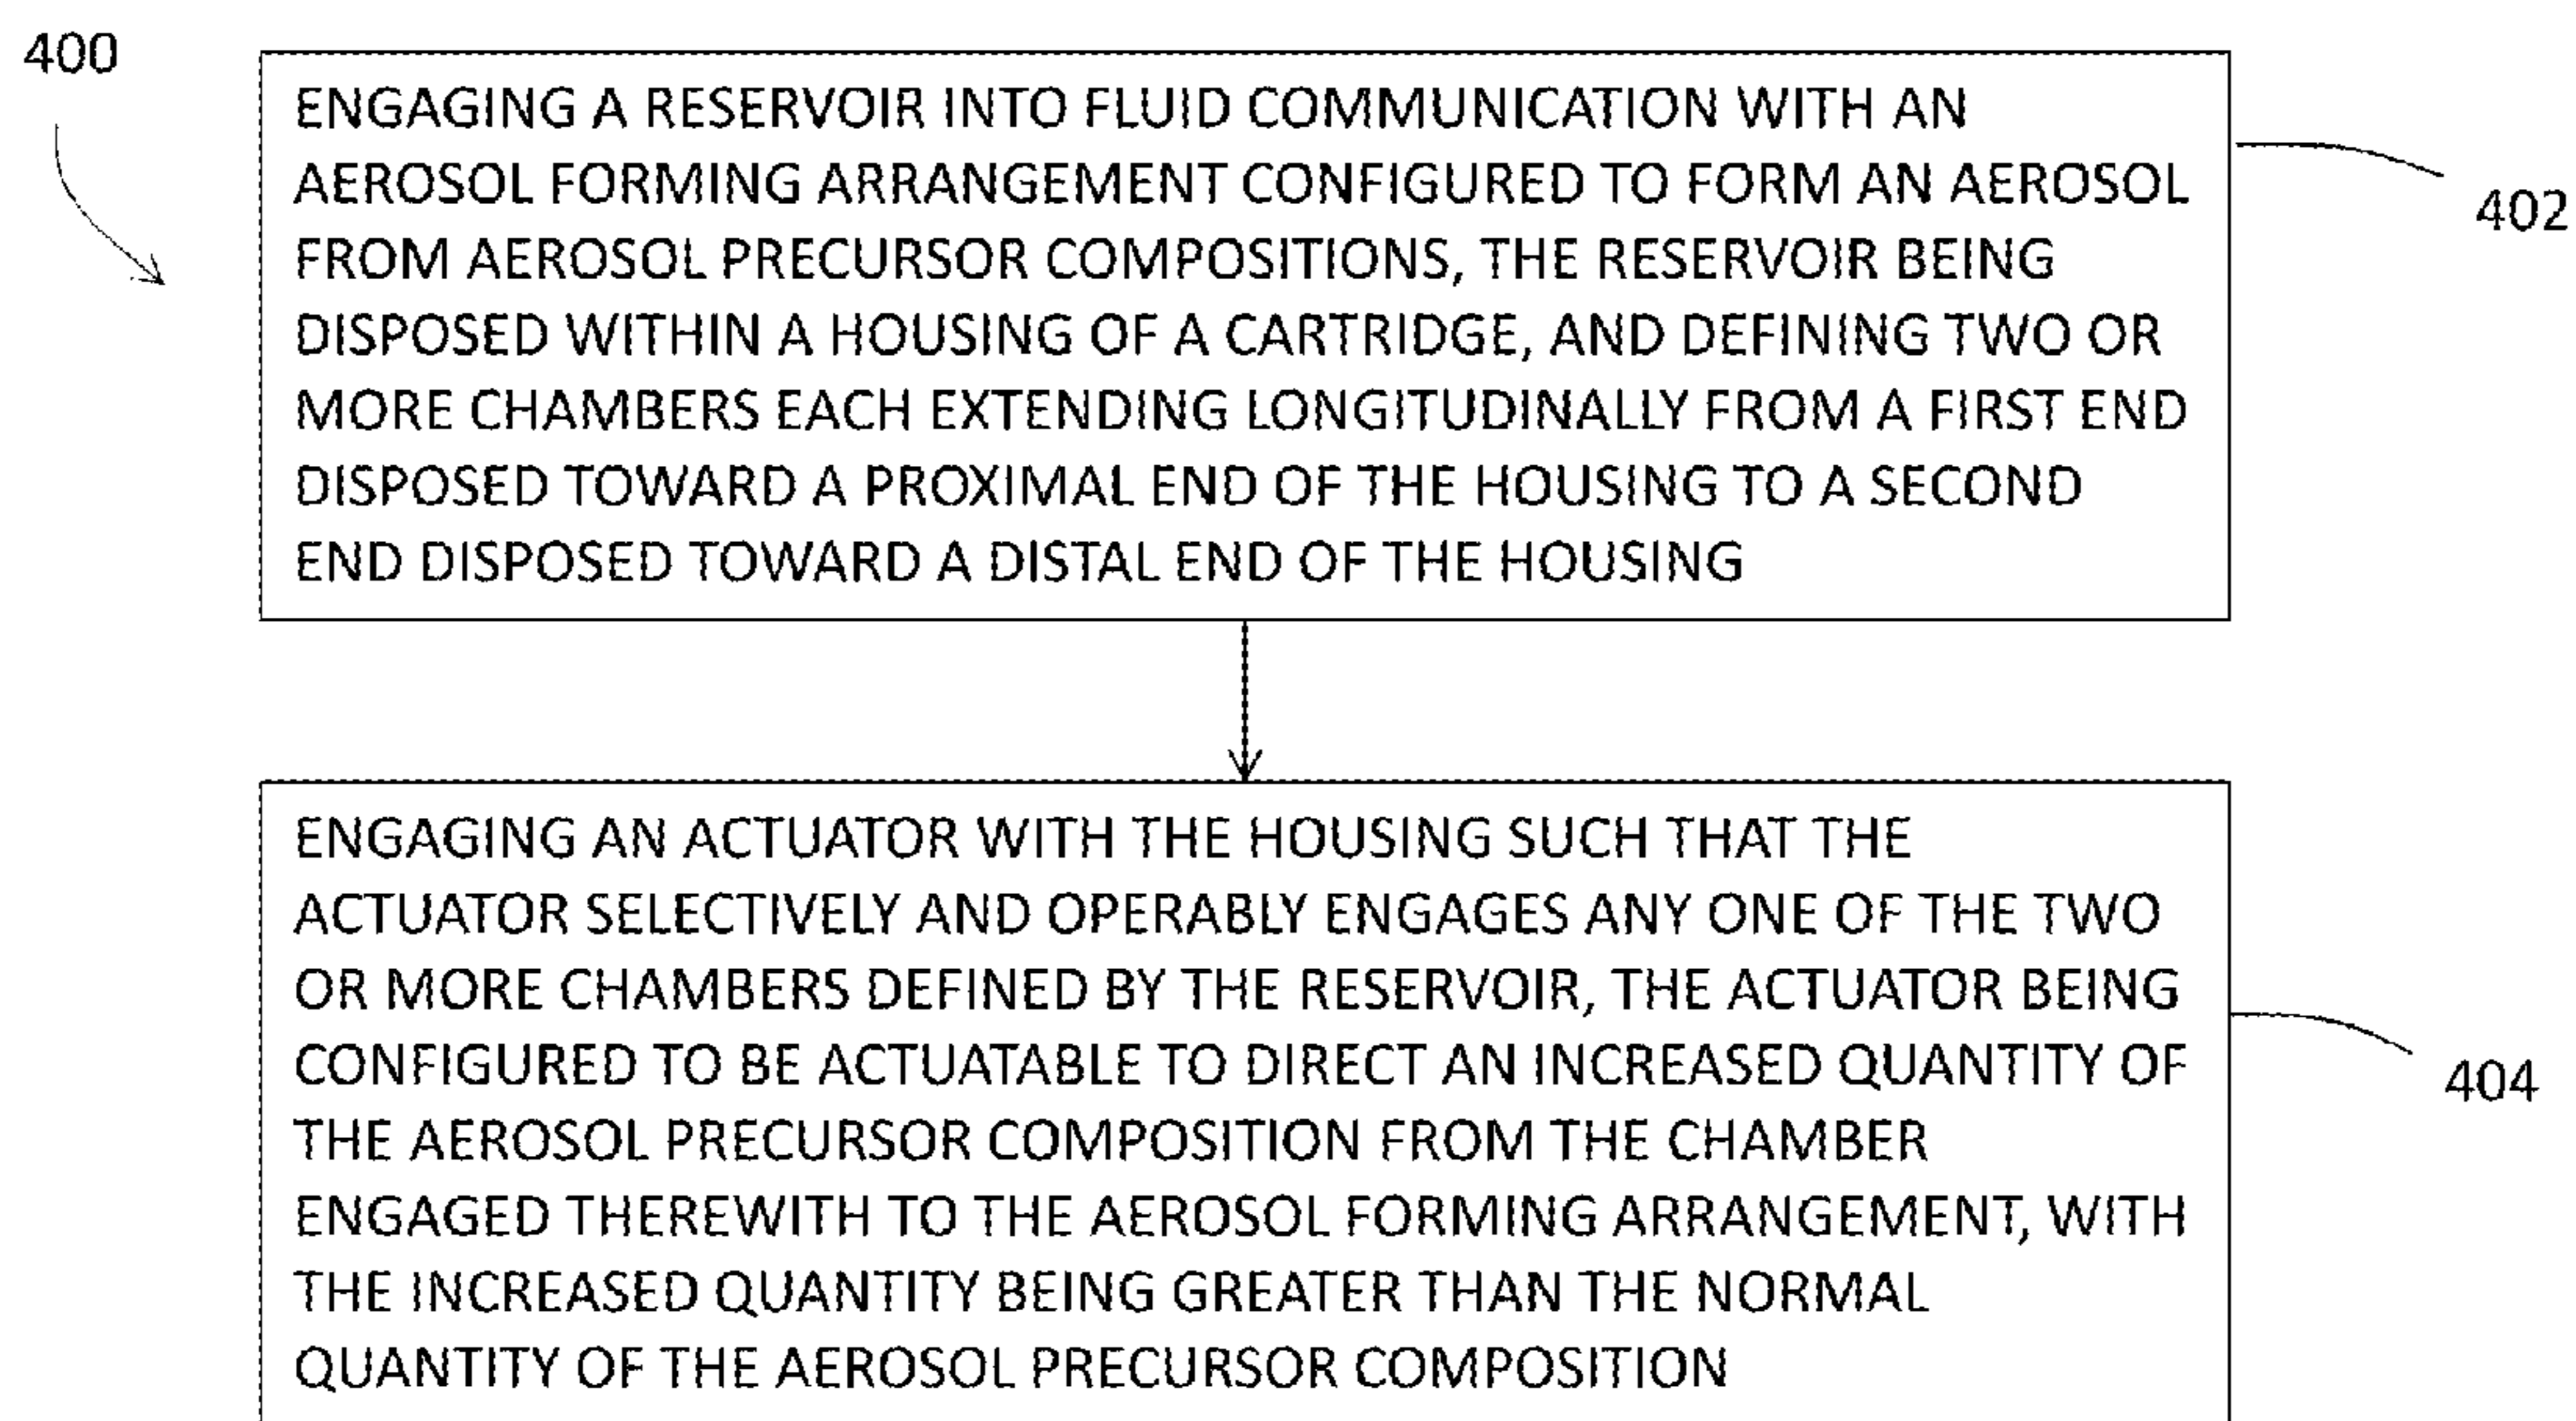 400
ENGAGING A RESERVOIR INTO FLUID COMMUNICATION WITH AN
AEROSOL FORMING ARRANGEMENT CONFIGURED TO FORM AN AEROSOL
FROM AEROSOL PRECURSOR COMPOSITIONS, THE RESERVOIR BEING
DISPOSED WITHIN A HOUSING OF A CARTRIDGE, AND DEFINING TWO OR
MORE CHAMBERS EACH EXTENDING LONGITUDINALLY FROM A FIRST END
DISPOSED TOWARD A PROXIMAL END OF THE HOUSING TO A SECOND
END DISPOSED TOWARD A DISTAL END OF THE HOUSING
402
ENGAGING AN ACTUATOR WITH THE HOUSING SUCH THAT THE
ACTUATOR SELECTIVELY AND OPERABLY ENGAGES ANY ONE OF THE TWO
OR MORE CHAMBERS DEFINED BY THE RESERVOIR, THE ACTUATOR BEING
CONFIGURED TO BE ACTUATABLE TO DIRECT AN INCREASED QUANTITY OF
THE AEROSOL PRECURSOR COMPOSITION FROM THE CHAMBER
ENGAGED THEREWITH TO THE AEROSOL FORMING ARRANGEMENT, WITH
THE INCREASED QUANTITY BEING GREATER THAN THE NORMAL
QUANTITY OF THE AEROSOL PRECURSOR COMPOSITION
404